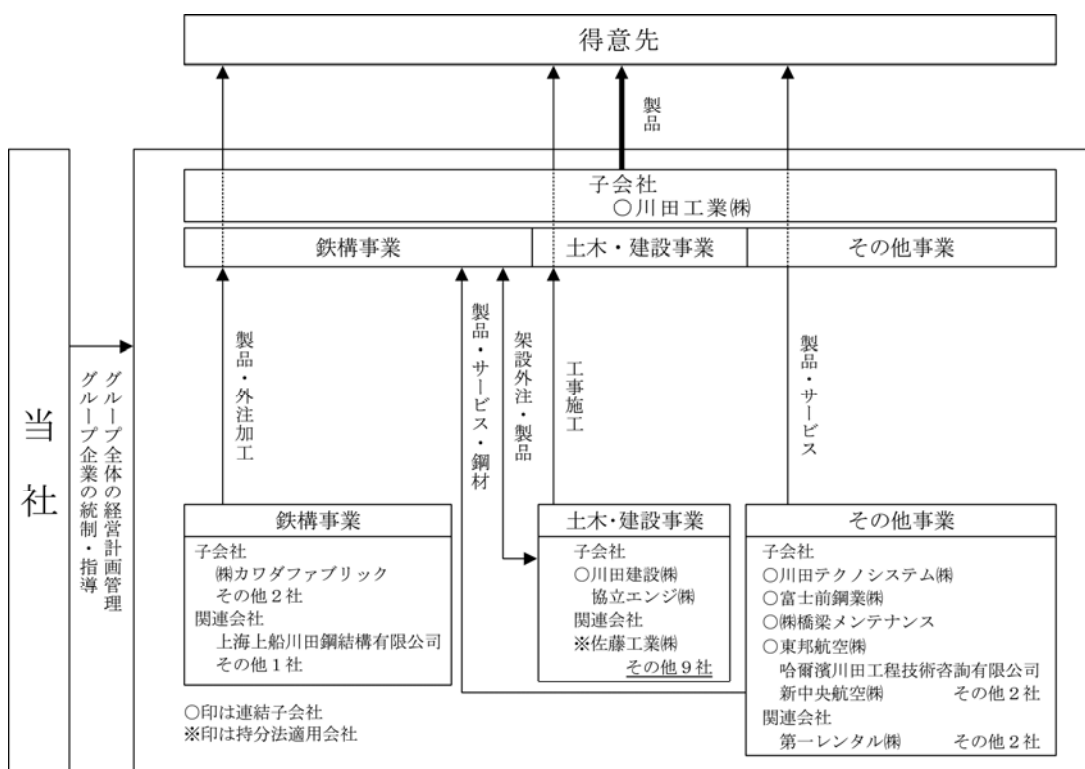 得意先
製品
子会社
○川田工業㈱
鉄構事業
土木・建設事業
その他事業
当社
グループ全体の経営計画管理
グループ企業の統制・指導
製品・外注加工
製品・サービス・鋼材
架設外注・製品
工事施工
製品・サービス
鉄構事業
子会社
㈱カワダファブリック
その他2社
関連会社
上海上船川田鋼結構有限公司
その他1社
土木・建設事業
子会社
○川田建設㈱
協立エンジ㈱
関連会社
※佐藤工業㈱
その他9社
その他事業
子会社
○川田テクノシステム㈱
○富士前鋼業㈱
○㈱橋梁メンテナンス
○東邦航空㈱
哈爾濱川田工程技術咨詢有限公司
新中央航空㈱ その他2社
関連会社
第一レンタル㈱ その他2社
○印は連結子会社
※印は持分法適用会社